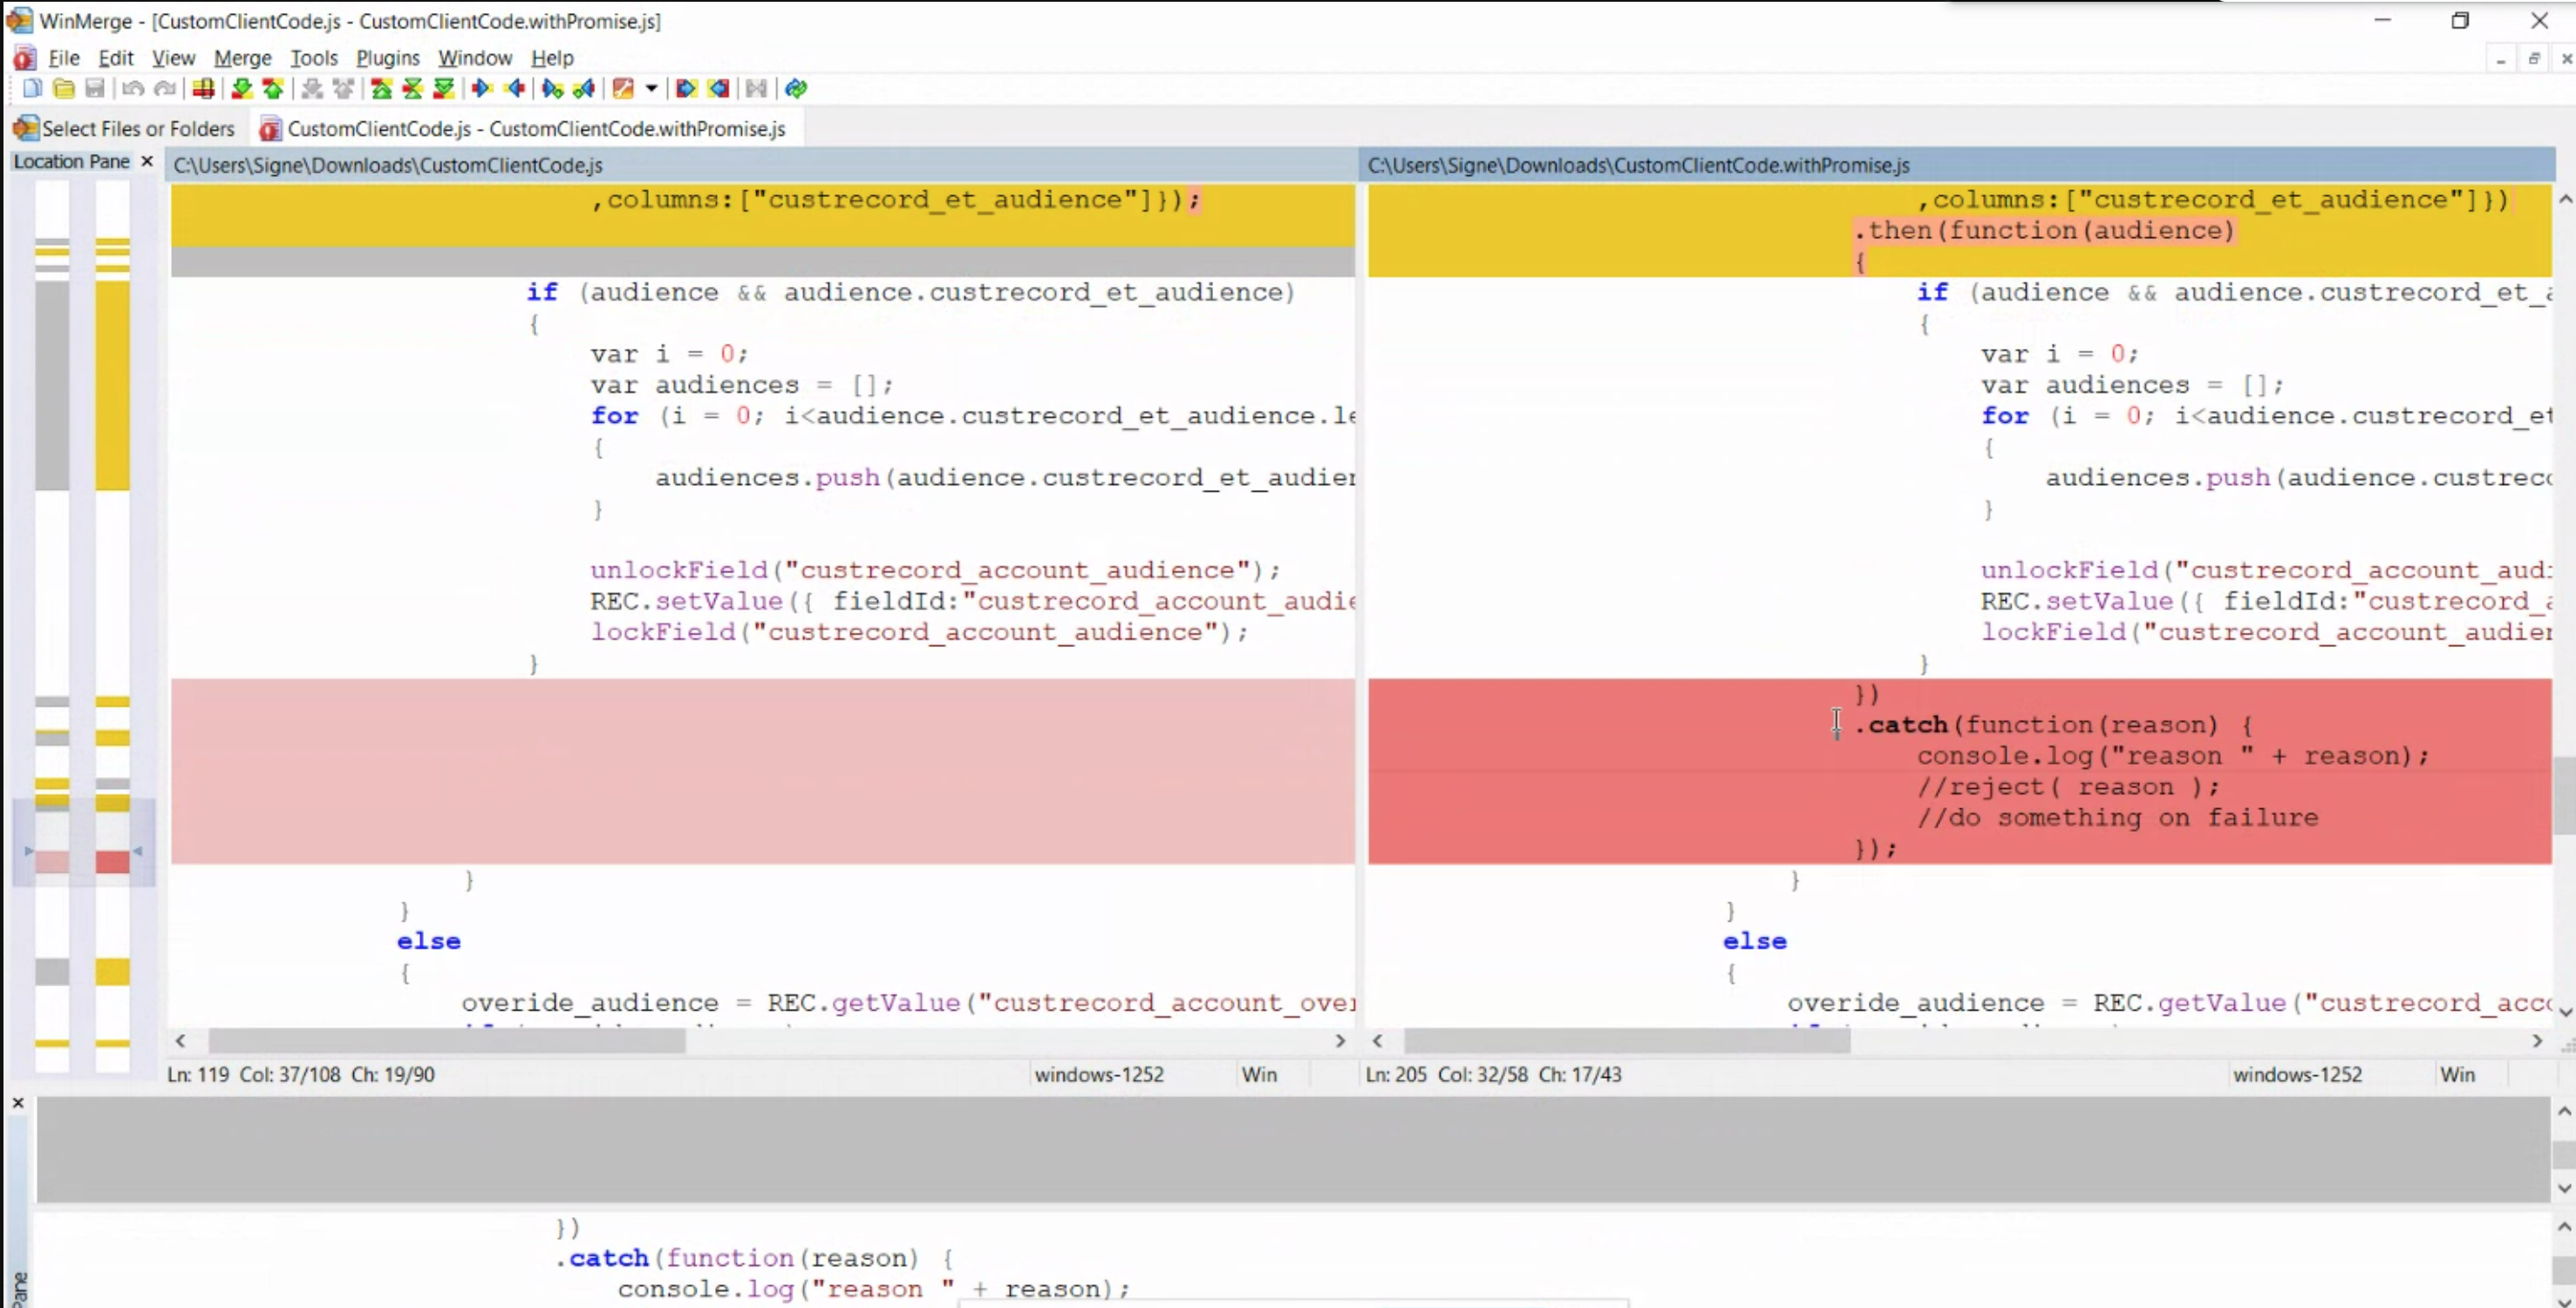 WinMerge - [CustomClientCode.js - CustomClientCode.withPromise.js]
File Edit View Merge Tools Plugins Window Help
Select Files or Folders CustomClientCode.js - CustomClientCode.withPromise.js
Location Pane
C:\Users\Signe\Downloads\CustomClientCode.js
,columns:["custrecord_et_audience"]});
if (audience && audience.custrecord_et_audience)
{
var i = 0;
var audiences = [];
for (i = 0; i<audience.custrecord_et_audience.le
{
audiences.push(audience.custrecord_et_audien
}
unlockField("custrecord_account_audience");
REC.setValue({ fieldId:"custrecord_account_audie
lockField("custrecord_account_audience");
}
}
}
else
{
overide_audience = REC.getValue("custrecord_account_over
Ln: 119 Col: 37/108 Ch: 19/90
windows-1252
Win
C:\Users\Signe\Downloads\CustomClientCode.withPromise.js
,columns:["custrecord_et_audience"]})
.then(function(audience)
{
if (audience && audience.custrecord_et_a
{
var i = 0;
var audiences = [];
for (i = 0; i<audience.custrecord_et
{
audiences.push(audience.custreco
}
unlockField("custrecord_account_aud
REC.setValue({ fieldId:"custrecord_a
lockField("custrecord_account_audien
}
})
.catch(function(reason) {
console.log("reason " + reason);
//reject( reason );
//do something on failure
});
}
}
else
{
overide_audience = REC.getValue("custrecord_acco
Ln: 205 Col: 32/58 Ch: 17/43
windows-1252
Win
})
.catch(function(reason) {
console.log("reason " + reason);